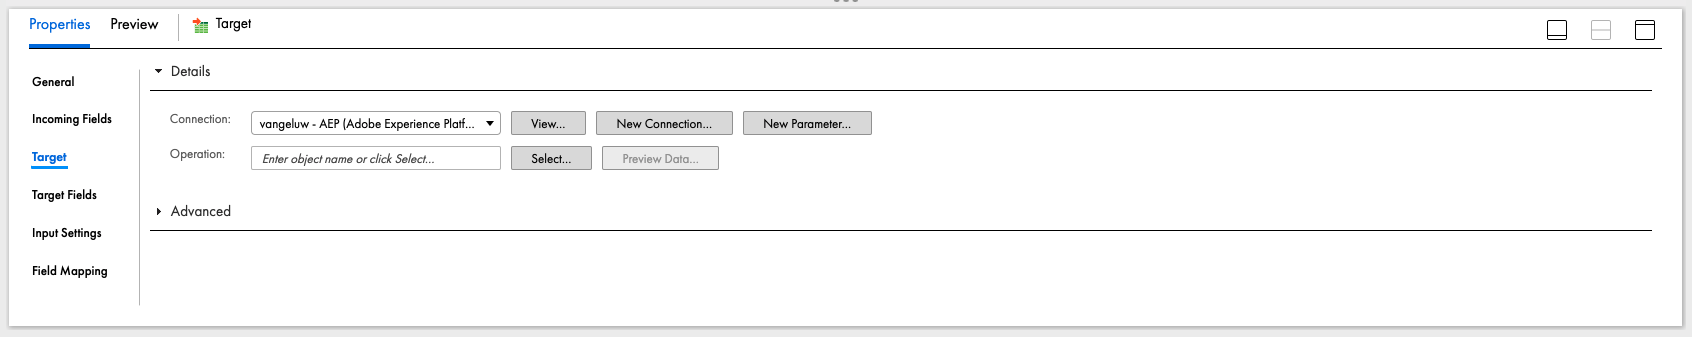 Properties Preview Target
General
Incoming Fields
Target
Target Fields
Input Settings
Field Mapping
Details
Connection: vangeluw - AEP (Adobe Experience Platf... View... New Connection... New Parameter...
Operation: Enter object name or click Select... Select... Preview Data...
Advanced